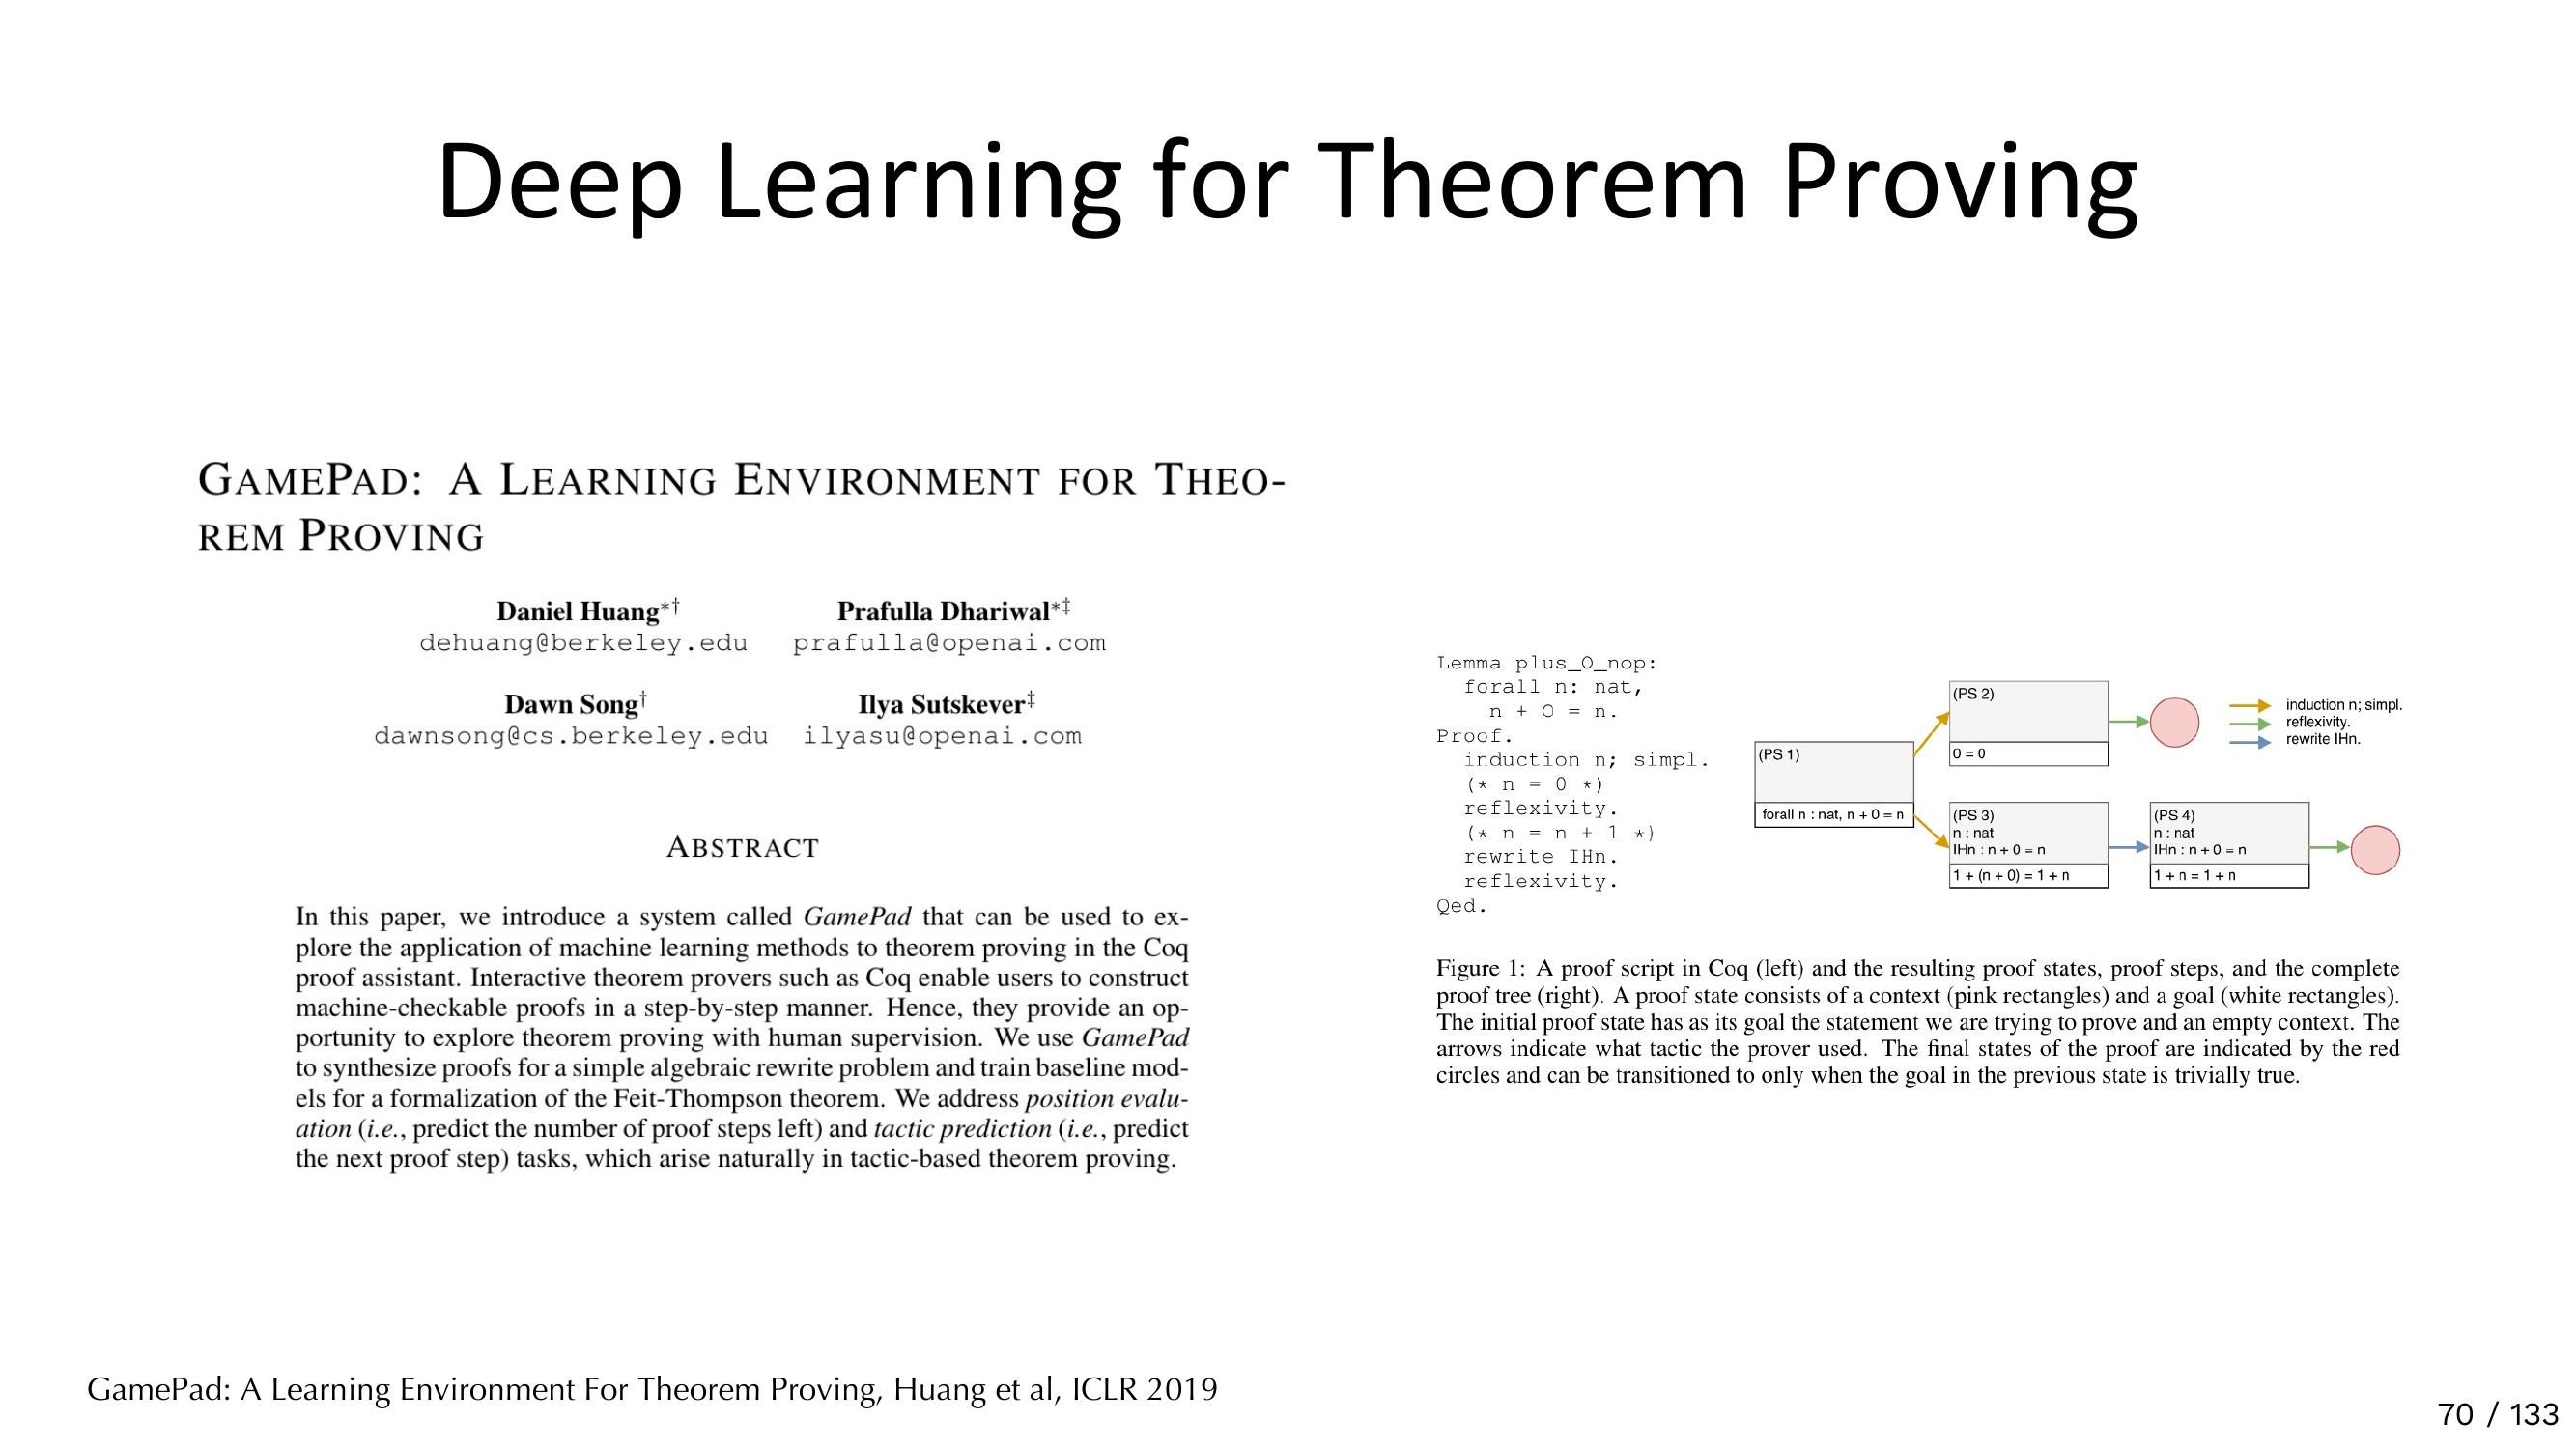 Deep Learning for Theorem Proving
GAMEPAD: A LEARNING ENVIRONMENT FOR THEO-
REM PROVING
Daniel Huang*† Prafulla Dhariwal*‡
dehuang@berkeley.edu prafulla@openai.com
Dawn Song† Ilya Sutskever‡
dawnsong@cs.berkeley.edu ilyasu@openai.com
ABSTRACT
In this paper, we introduce a system called GamePad that can be used to ex-
plore the application of machine learning methods to theorem proving in the Coq
proof assistant. Interactive theorem provers such as Coq enable users to construct
machine-checkable proofs in a step-by-step manner. Hence, they provide an op-
portunity to explore theorem proving with human supervision. We use GamePad
to synthesize proofs for a simple algebraic rewrite problem and train baseline mod-
els for a formalization of the Feit-Thompson theorem. We address position evalu-
ation (i.e., predict the number of proof steps left) and tactic prediction (i.e., predict
the next proof step) tasks, which arise naturally in tactic-based theorem proving.
Lemma plus_O_nop:
forall n: nat,
n + O = n.
Proof.
induction n; simpl.
(* n = 0 *)
reflexivity.
(* n = n + 1 *)
rewrite IHn.
reflexivity.
Qed.
(PS 1)
forall n : nat, n + 0 = n
(PS 2)
0 = 0
(PS 3)
n : nat
IHn : n + 0 = n
1 + (n + 0) = 1 + n
(PS 4)
n : nat
IHn : n + 0 = n
1 + n = 1 + n
induction n; simpl.
reflexivity.
rewrite IHn.
Figure 1: A proof script in Coq (left) and the resulting proof states, proof steps, and the complete
proof tree (right). A proof state consists of a context (pink rectangles) and a goal (white rectangles).
The initial proof state has as its goal the statement we are trying to prove and an empty context. The
arrows indicate what tactic the prover used. The final states of the proof are indicated by the red
circles and can be transitioned to only when the goal in the previous state is trivially true.
GamePad: A Learning Environment For Theorem Proving, Huang et al, ICLR 2019
70 / 133